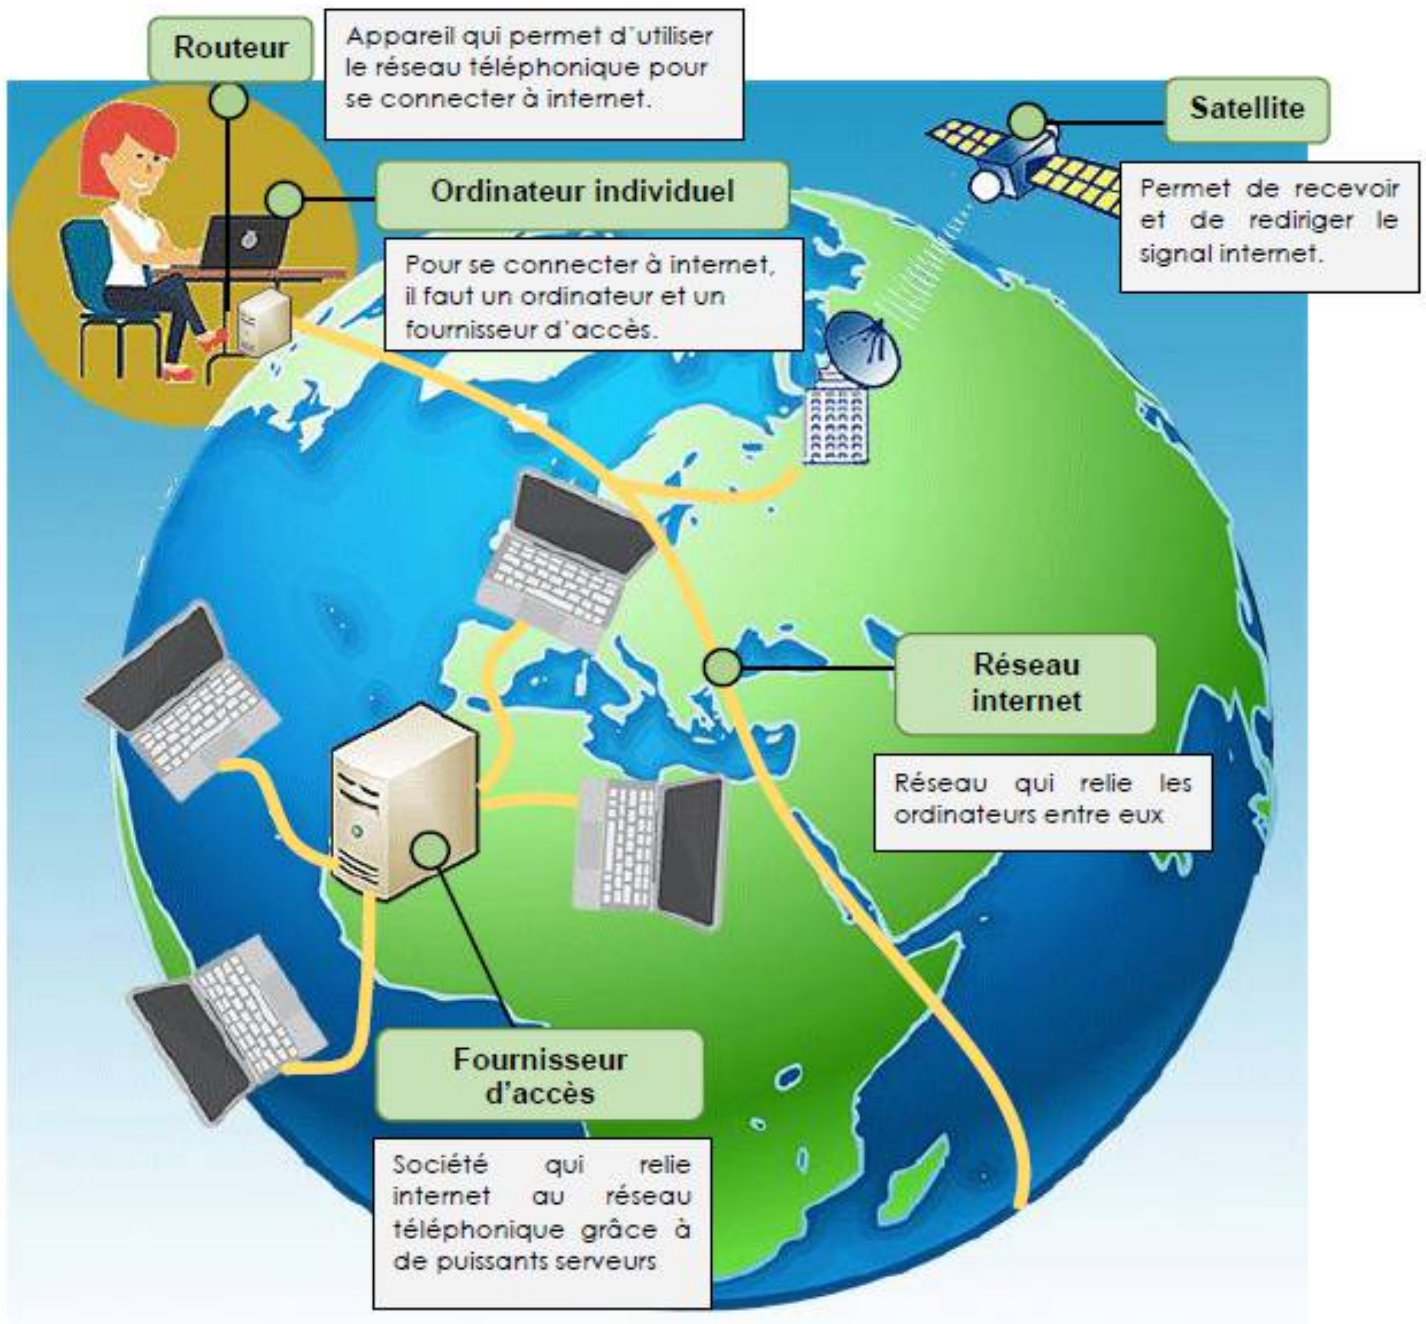 Routeur
Appareil qui permet d'utiliser
le réseau téléphonique pour
se connecter à internet.
Satellite
Permet de recevoir
et de rediriger le
signal internet.
Ordinateur individuel
Pour se connecter à internet,
il faut un ordinateur et un
fournisseur d'accès.
Réseau
internet
Réseau qui relie les
ordinateurs entre eux
Fournisseur
d'accès
Société qui relie
internet au réseau
téléphonique grâce à
de puissants serveurs